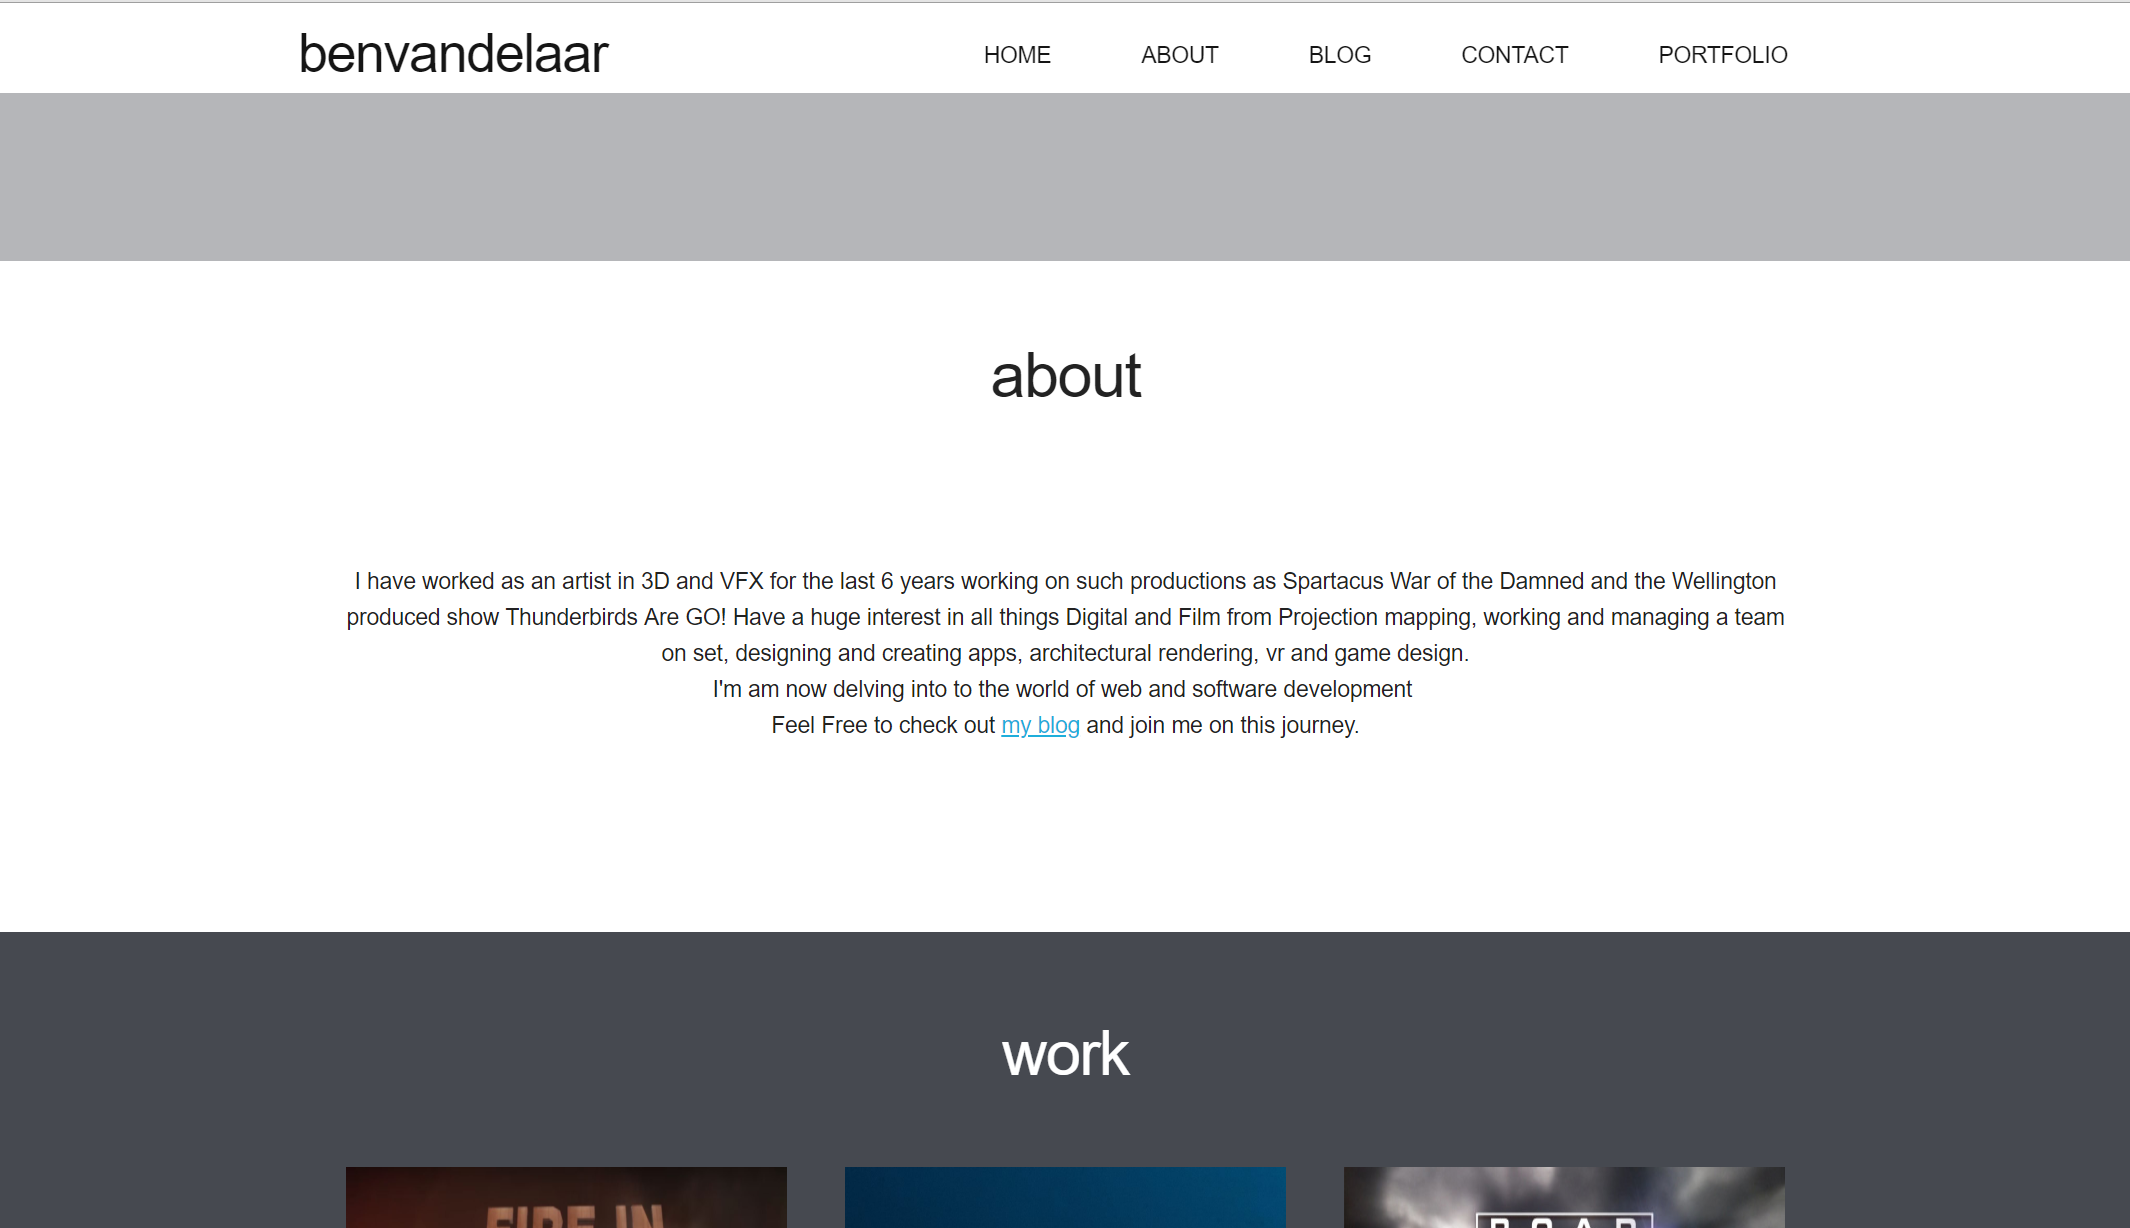 benvandelaar
HOME ABOUT BLOG CONTACT PORTFOLIO
about
I have worked as an artist in 3D and VFX for the last 6 years working on such productions as Spartacus War of the Damned and the Wellington
produced show Thunderbirds Are GO! Have a huge interest in all things Digital and Film from Projection mapping, working and managing a team
on set, designing and creating apps, architectural rendering, vr and game design.
I'm am now delving into to the world of web and software development
Feel Free to check out my blog and join me on this journey.
work
FIRE IN
ROAD